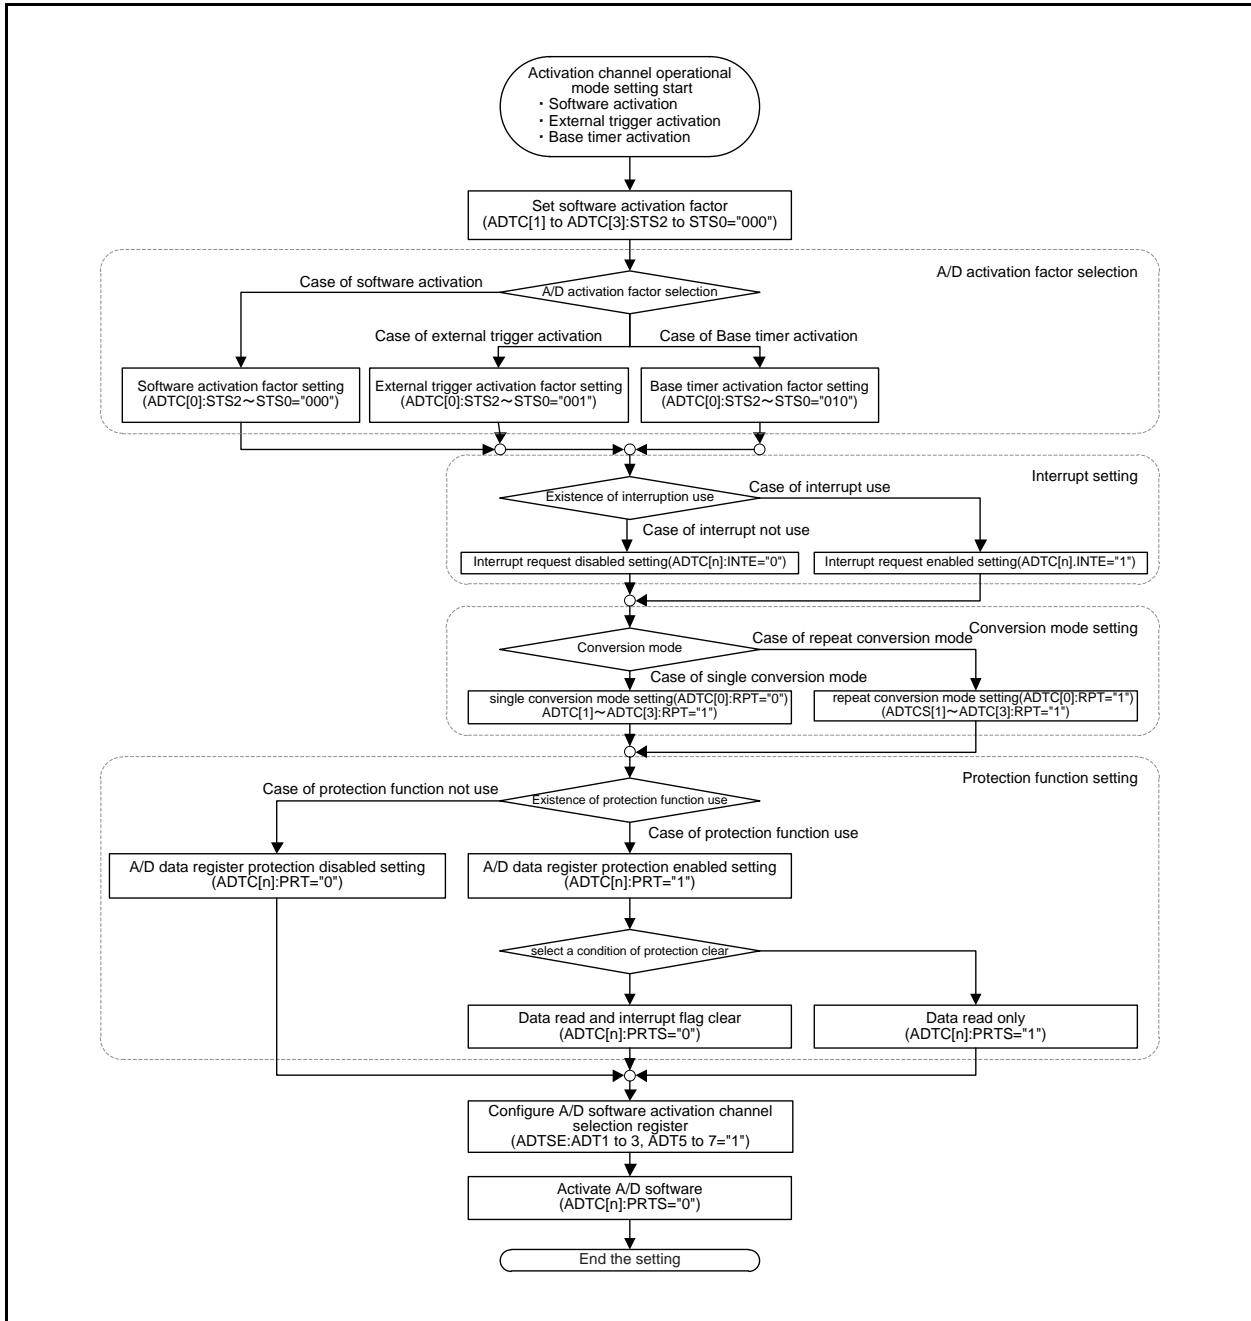 Activation channel operational
mode setting start
・ Software activation
・ External trigger activation
・ Base timer activation
Set software activation factor
(ADTC[1] to ADTC[3]:STS2 to STS0="000")
A/D activation factor selection
Case of software activation
A/D activation factor selection
Case of external trigger activation
Case of Base timer activation
Software activation factor setting
(ADTC[0]:STS2～STS0="000")
External trigger activation factor setting
(ADTC[0]:STS2～STS0="001")
Base timer activation factor setting
(ADTC[0]:STS2～STS0="010")
Interrupt setting
Existence of interruption use
Case of interrupt use
Case of interrupt not use
Interrupt request disabled setting(ADTC[n]:INTE="0")
Interrupt request enabled setting(ADTC[n].INTE="1")
Conversion mode setting
Case of repeat conversion mode
Conversion mode
Case of single conversion mode
single conversion mode setting(ADTC[0]:RPT="0")
ADTC[1]～ADTC[3]:RPT="1")
repeat conversion mode setting(ADTC[0]:RPT="1")
(ADTCS[1]～ADTC[3]:RPT="1")
Protection function setting
Case of protection function not use
Existence of protection function use
Case of protection function use
A/D data register protection disabled setting
(ADTC[n]:PRT="0")
A/D data register protection enabled setting
(ADTC[n]:PRT="1")
select a condition of protection clear
Data read and interrupt flag clear
(ADTC[n]:PRTS="0")
Data read only
(ADTC[n]:PRTS="1")
Configure A/D software activation channel
selection register
(ADTSE:ADT1 to 3, ADT5 to 7="1")
Activate A/D software
(ADTC[n]:PRTS="0")
End the setting